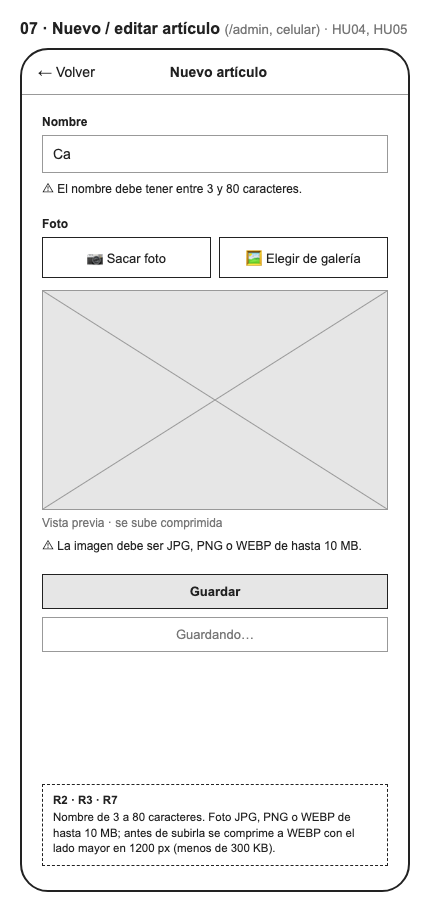 07 · Nuevo / editar artículo (/admin, celular) · HU04, HU05
← Volver
Nuevo artículo
Nombre
Ca
⚠ El nombre debe tener entre 3 y 80 caracteres.
Foto
📷 Sacar foto
🖼️ Elegir de galería
Vista previa · se sube comprimida
⚠ La imagen debe ser JPG, PNG o WEBP de hasta 10 MB.
Guardar
Guardando…
R2 · R3 · R7
Nombre de 3 a 80 caracteres. Foto JPG, PNG o WEBP de
hasta 10 MB; antes de subirla se comprime a WEBP con el
lado mayor en 1200 px (menos de 300 KB).